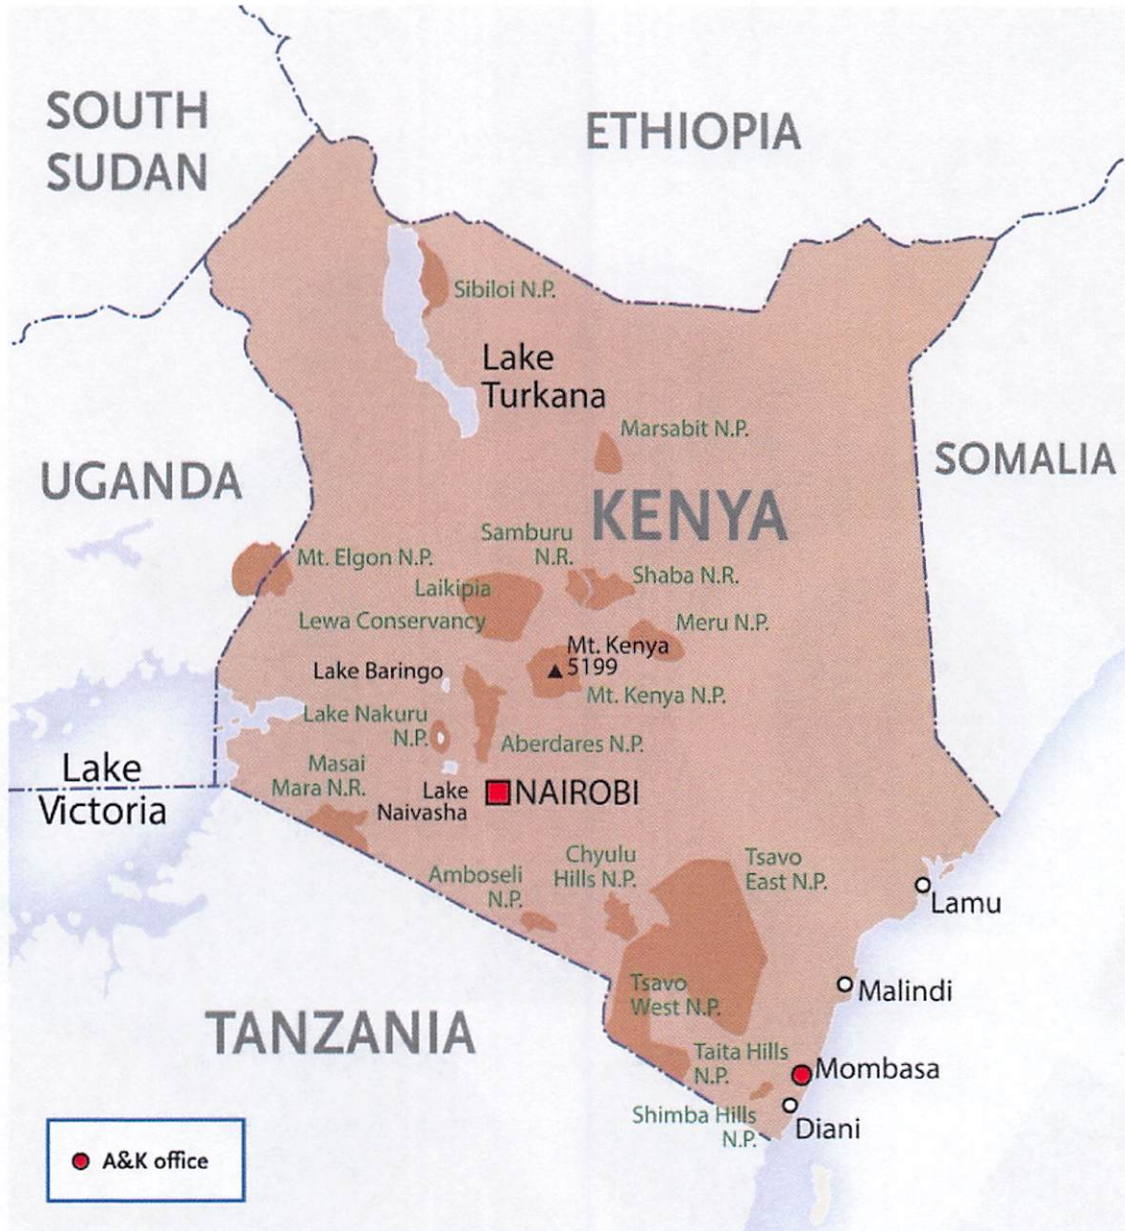 SOUTH
SUDAN
ETHIOPIA
Sibiloi N.P.
Lake
Turkana
Marsabit N.P.
UGANDA
SOMALIA
KENYA
Samburu
N.R.
Mt. Elgon N.P.
Shaba N.R.
Laikipia
Lewa Conservancy
Meru N.P.
Mt. Kenya
5199
Lake Baringo
Mt. Kenya N.P.
Lake Nakuru
N.P.
Aberdares N.P.
Masai
Mara N.R.
Lake
Victoria
Lake
Naivasha
NAIROBI
Chyulu
Hills N.P.
Tsavo
East N.P.
Amboseli
N.P.
Lamu
Tsavo
West N.P.
Malindi
TANZANIA
Taita Hills
N.P.
Mombasa
Shimba Hills
N.P.
Diani
A&K office